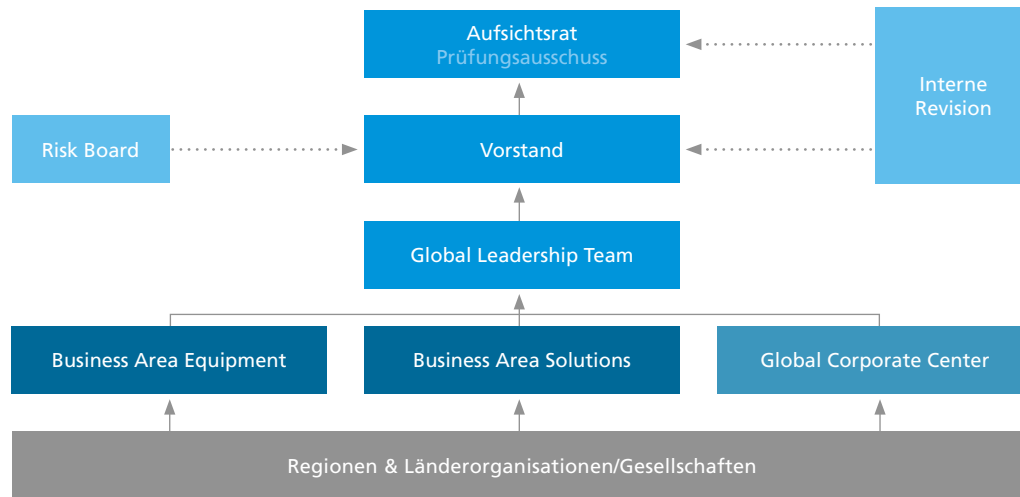 Aufsichtsrat
Prüfungsausschuss
Interne
Revision
Risk Board
Vorstand
Global Leadership Team
Business Area Equipment
Business Area Solutions
Global Corporate Center
Regionen & Länderorganisationen/Gesellschaften